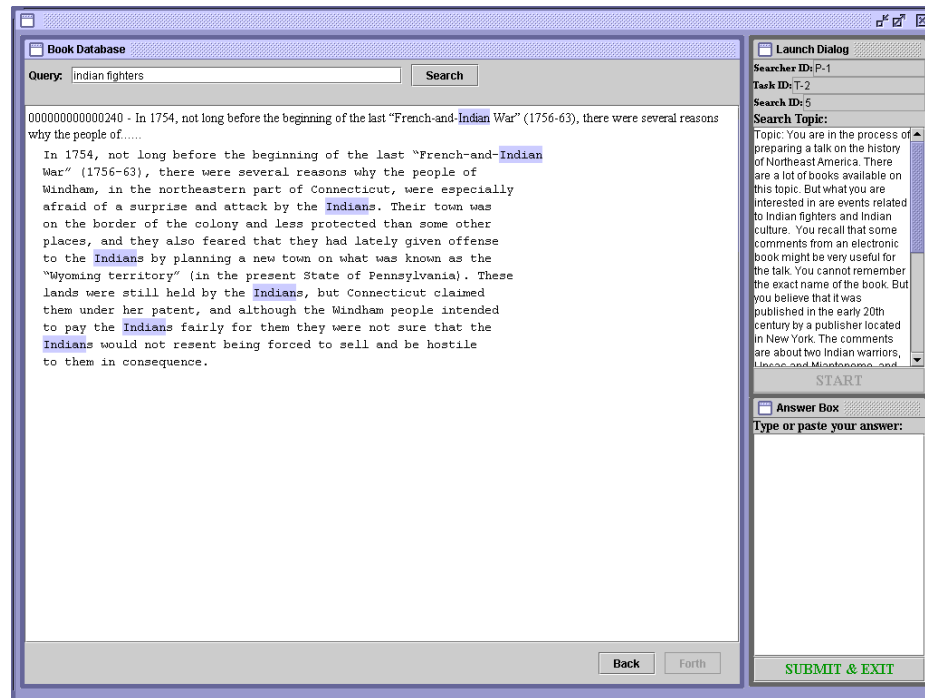 Book Database
Query: indian fighters Search
000000000000240 - In 1754, not long before the beginning of the last “French-and-Indian War” (1756-63), there were several reasons
why the people of......
In 1754, not long before the beginning of the last “French-and-Indian
War” (1756-63), there were several reasons why the people of
Windham, in the northeastern part of Connecticut, were especially
afraid of a surprise and attack by the Indians. Their town was
on the border of the colony and less protected than some other
places, and they also feared that they had lately given offense
to the Indians by planning a new town on what was known as the
“Wyoming territory” (in the present State of Pennsylvania). These
lands were still held by the Indians, but Connecticut claimed
them under her patent, and although the Windham people intended
to pay the Indians fairly for them they were not sure that the
Indians would not resent being forced to sell and be hostile
to them in consequence.
Back Forth
Launch Dialog
Searcher ID: P-1
Task ID: T-2
Search ID: 5
Search Topic:
Topic: You are in the process of
preparing a talk on the history
of Northeast America. There
are a lot of books available on
this topic. But what you are
interested in are events related
to Indian fighters and Indian
culture. You recall that some
comments from an electronic
book might be very useful for
the talk. You cannot remember
the exact name of the book. But
you believe that it was
published in the early 20th
century by a publisher located
in New York. The comments
are about two Indian warriors,
and Miantonomo, and
START
Answer Box
Type or paste your answer:
SUBMIT & EXIT